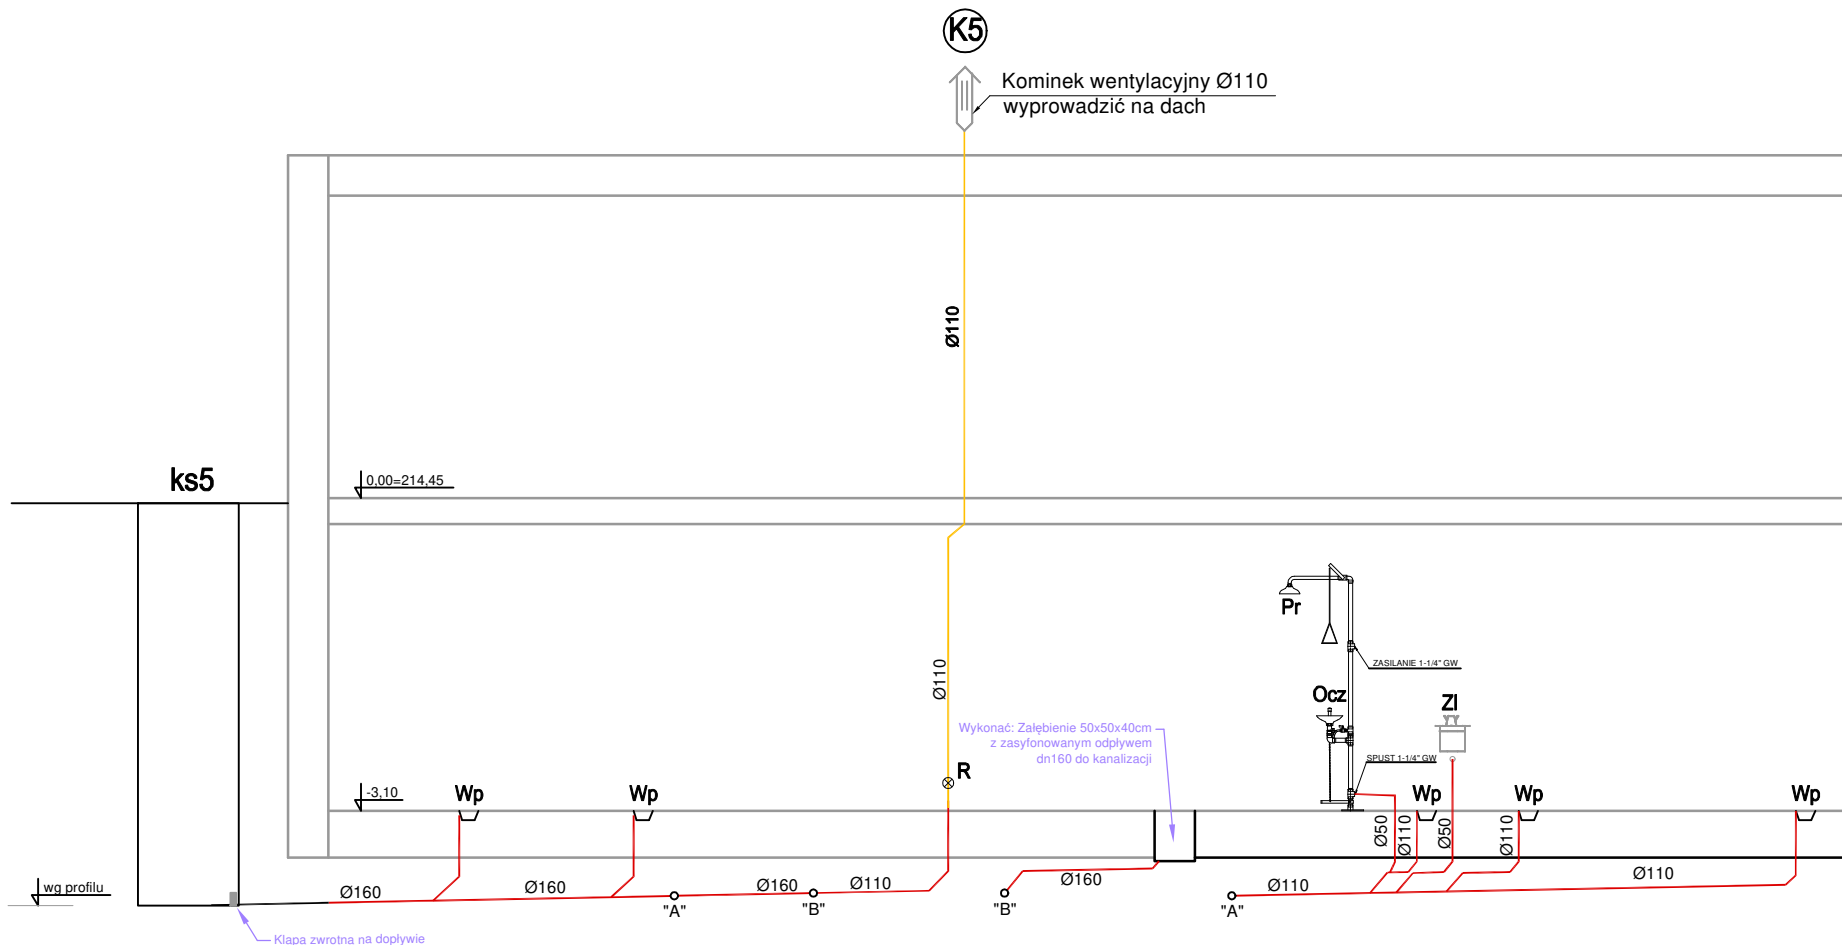 K5
Kominek wentylacyjny Ø110
wyprowadzić na dach
Ø110
ks5
0,00=214,45
Pr
ZASILANIE 1-1/4" GW
Ø110
Ocz
Zl
Wykonać: Załębienie 50x50x40cm
z zasyfonowanym odpływem
dn160 do kanalizacji
SPUST 1-1/4" GW
R
-3,10
Wp
Wp
Wp
Wp
Wp
Ø50
Ø110
Ø50
Ø110
wg profilu
Ø160
Ø160
Ø160
Ø110
Ø160
Ø110
Ø110
"A"
"B"
"B"
"A"
Klapa zwrotna na dopływie